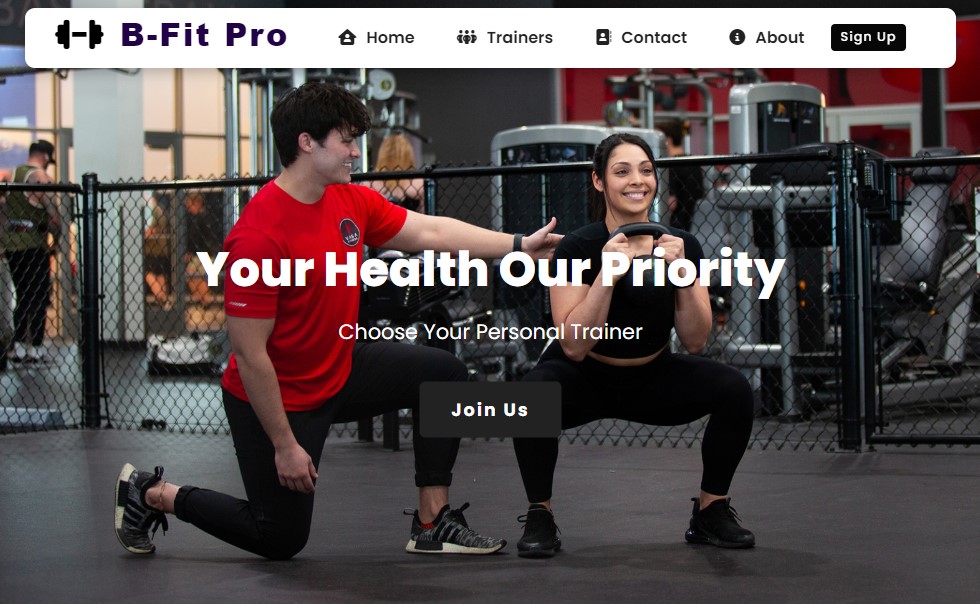 B-Fit Pro
Home
Trainers
Contact
About
Sign Up
Your Health Our Priority
Choose Your Personal Trainer
Join Us